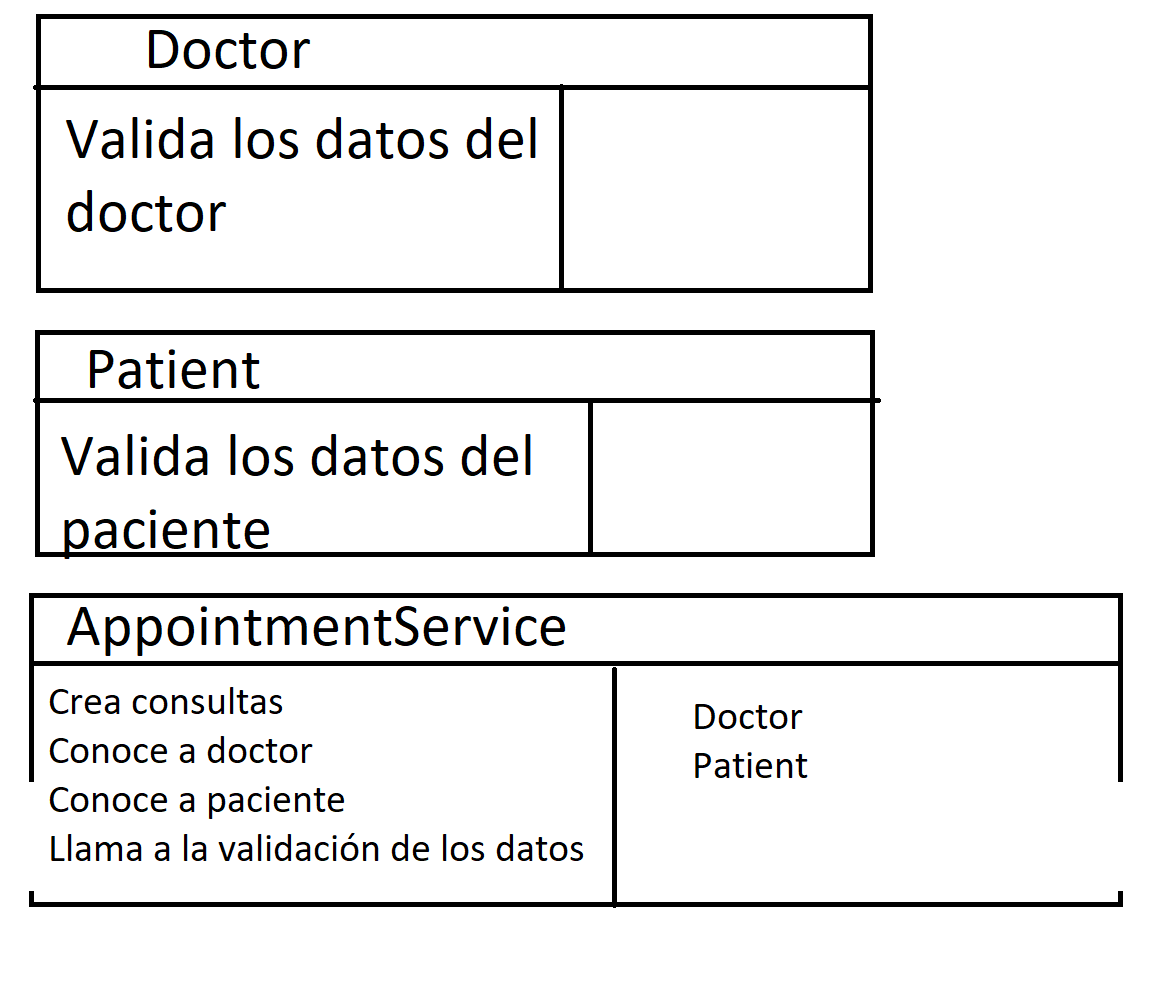 Doctor
Valida los datos del
doctor
Patient
Valida los datos del
paciente
AppointmentService
Crea consultas
Conoce a doctor
Conoce a paciente
Llama a la validación de los datos
Doctor
Patient